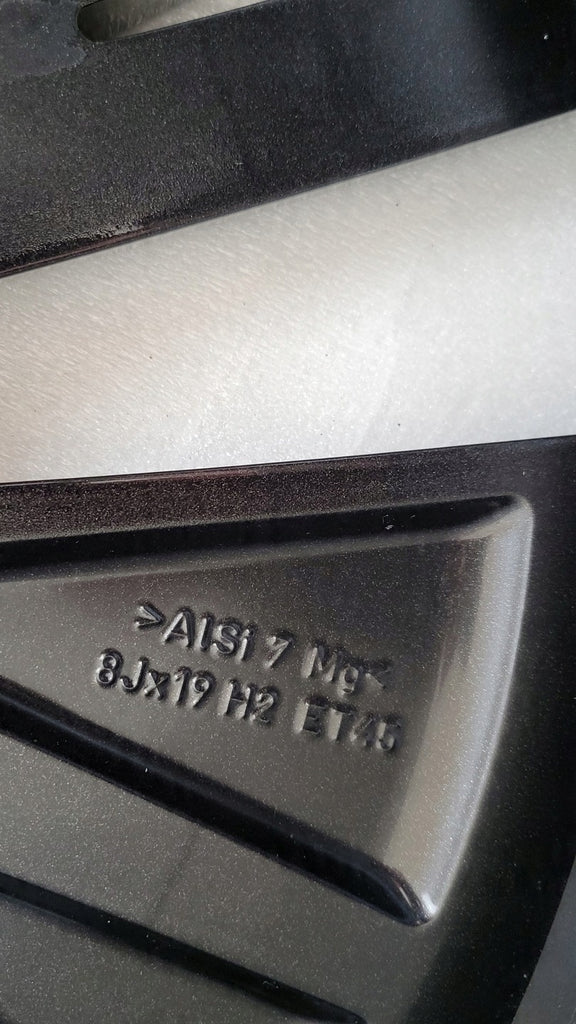 >AlSi 7 Mg<
8Jx19 H2 ET45